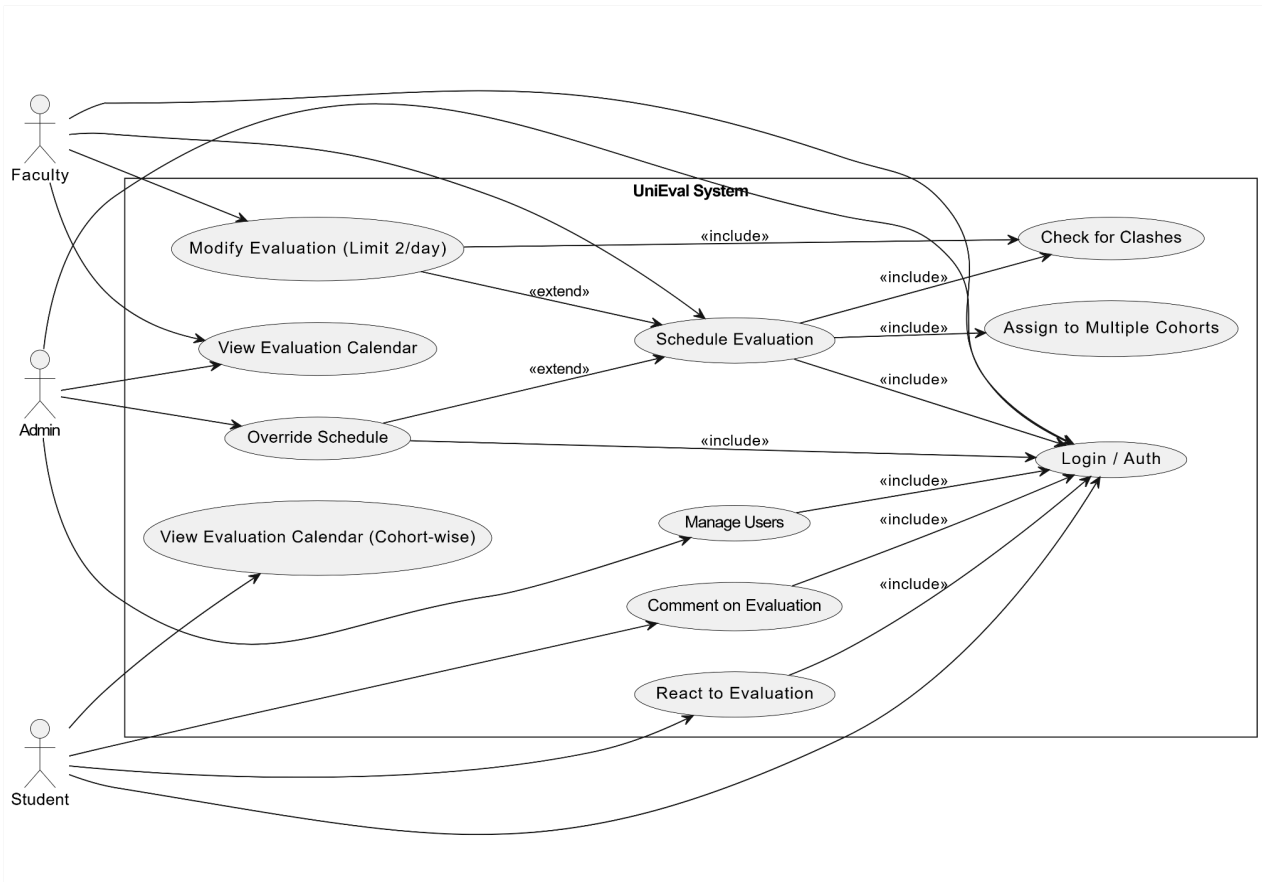 Faculty
UniEval System
Modify Evaluation (Limit 2/day)
«include»
Check for Clashes
«include»
«extend»
Assign to Multiple Cohorts
«include»
Schedule Evaluation
View Evaluation Calendar
«extend»
«include»
Admin
Override Schedule
«include»
Login / Auth
«include»
Manage Users
«include»
View Evaluation Calendar (Cohort-wise)
«include»
Comment on Evaluation
React to Evaluation
Student